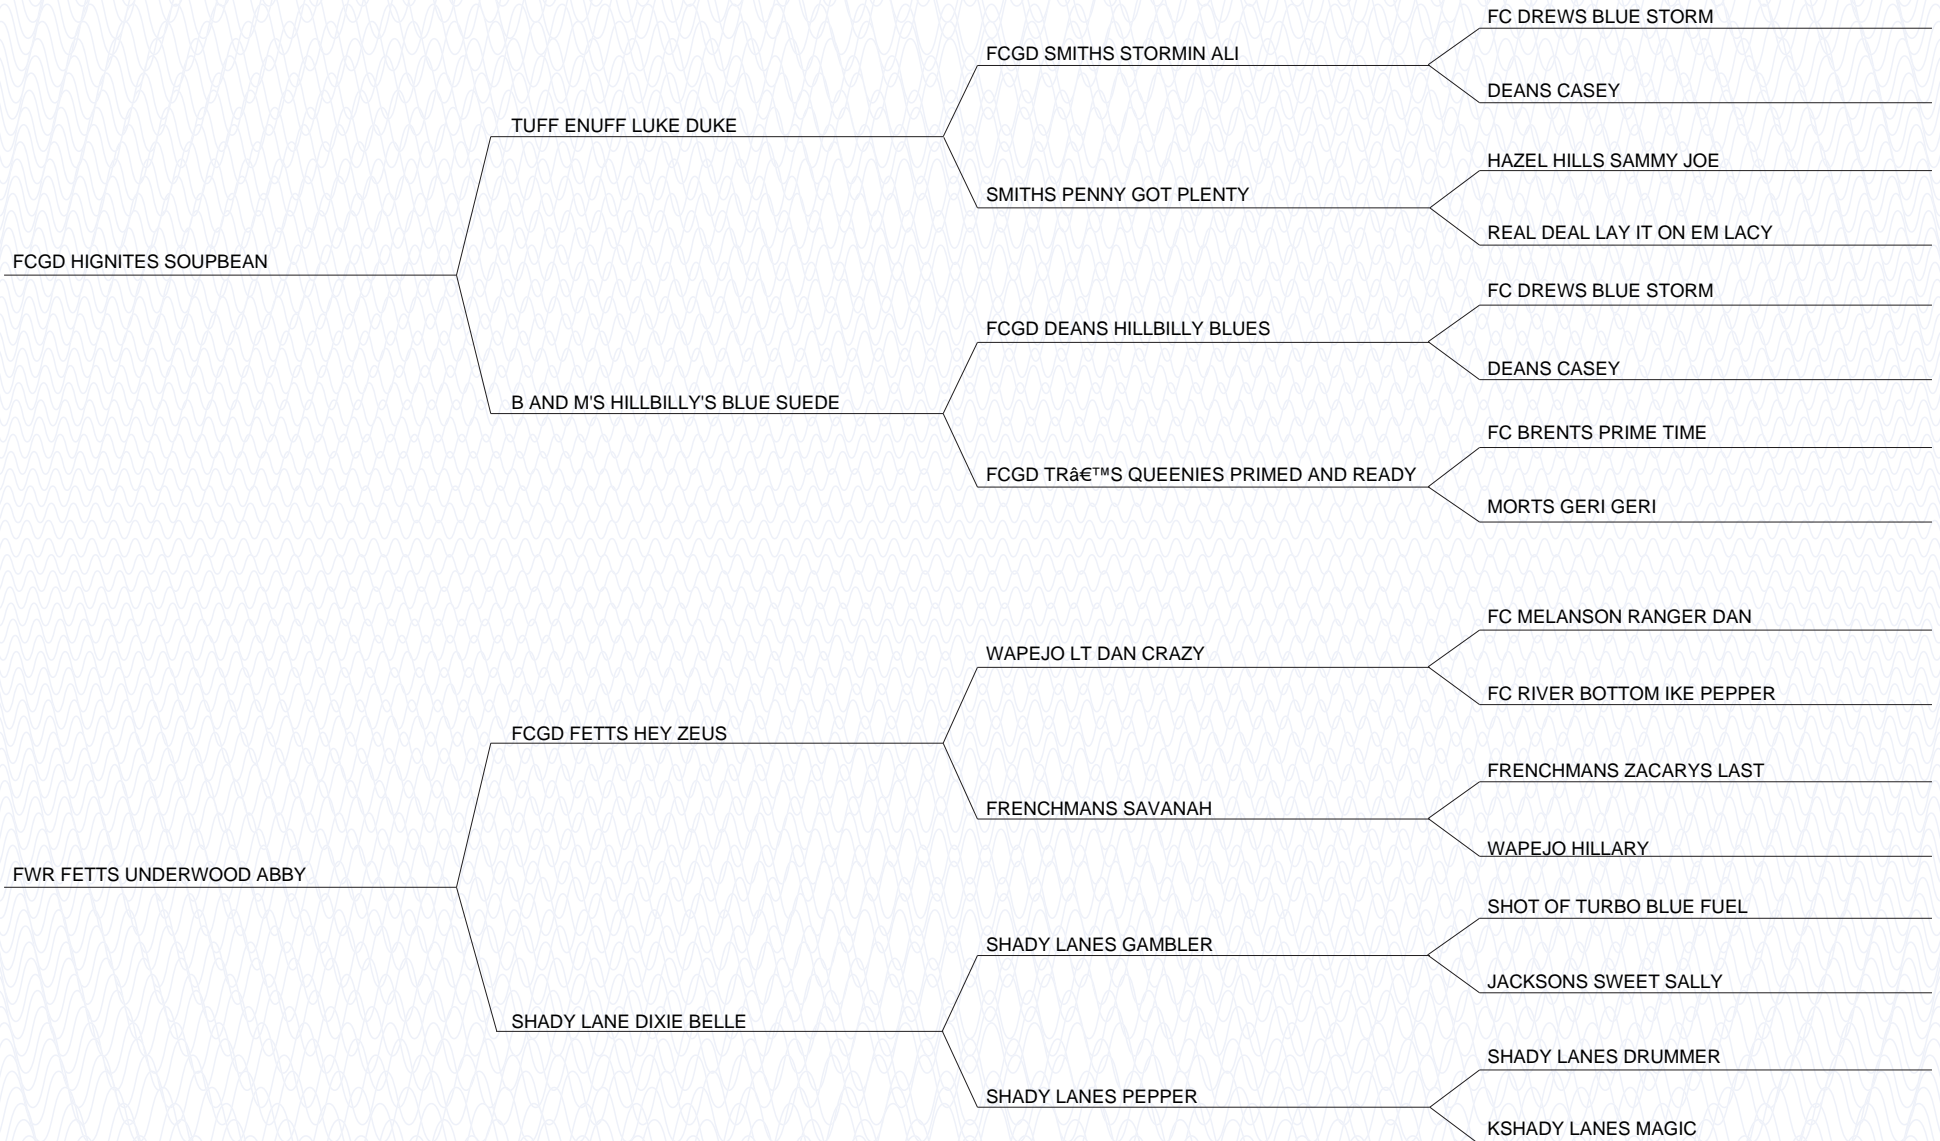 FC DREWS BLUE STORM
FCGD SMITHS STORMIN ALI
DEANS CASEY
TUFF ENUFF LUKE DUKE
HAZEL HILLS SAMMY JOE
SMITHS PENNY GOT PLENTY
REAL DEAL LAY IT ON EM LACY
FCGD HIGNITES SOUPBEAN
FC DREWS BLUE STORM
FCGD DEANS HILLBILLY BLUES
DEANS CASEY
B AND M'S HILLBILLY'S BLUE SUEDE
FC BRENTS PRIME TIME
FCGD TR’S QUEENIES PRIMED AND READY
MORTS GERI GERI
FC MELANSON RANGER DAN
WAPEJO LT DAN CRAZY
FC RIVER BOTTOM IKE PEPPER
FCGD FETTS HEY ZEUS
FRENCHMANS ZACARYS LAST
FRENCHMANS SAVANAH
WAPEJO HILLARY
FWR FETTS UNDERWOOD ABBY
SHOT OF TURBO BLUE FUEL
SHADY LANES GAMBLER
JACKSONS SWEET SALLY
SHADY LANE DIXIE BELLE
SHADY LANES DRUMMER
SHADY LANES PEPPER
KSHADY LANES MAGIC